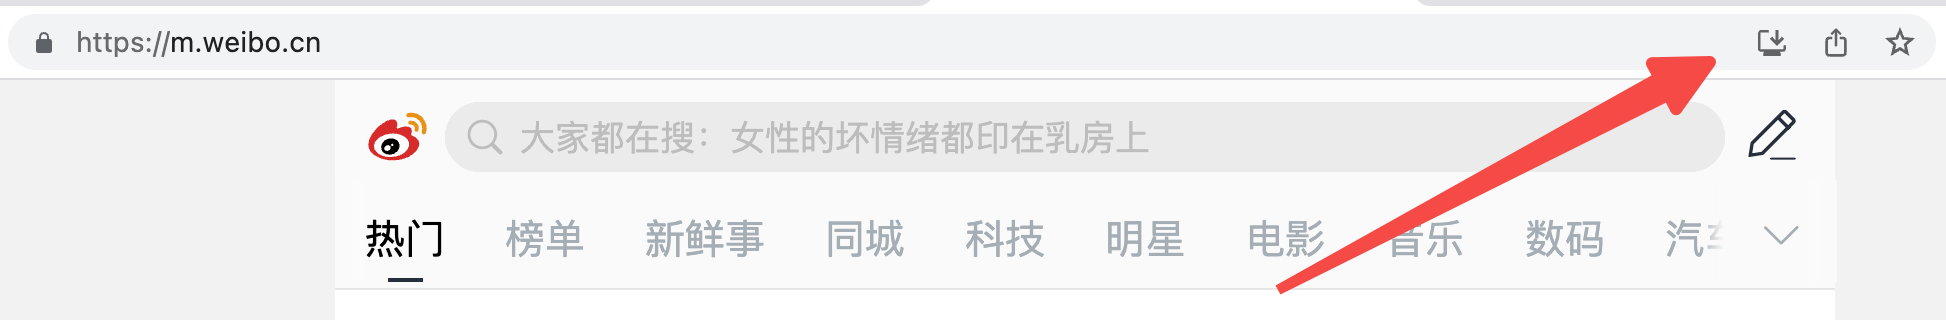 https://m.weibo.cn
大家都在搜：女性的坏情绪都印在乳房上
热门 榜单 新鲜事 同城 科技 明星 电影 音乐 数码 汽车